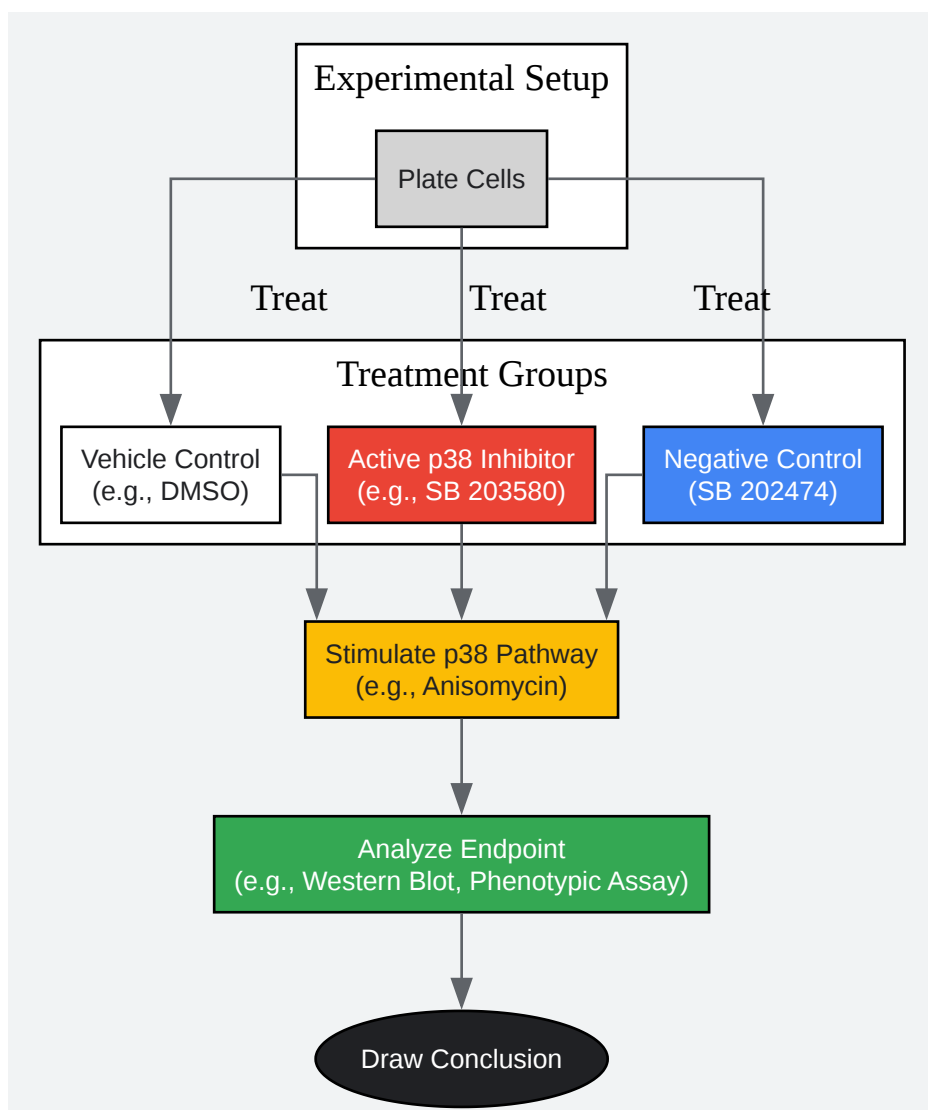 Experimental Setup
Plate Cells
Treat
Treat
Treat
Treatment Groups
Vehicle Control
(e.g., DMSO)
Active p38 Inhibitor
(e.g., SB 203580)
Negative Control
(SB 202474)
Stimulate p38 Pathway
(e.g., Anisomycin)
Analyze Endpoint
(e.g., Western Blot, Phenotypic Assay)
Draw Conclusion